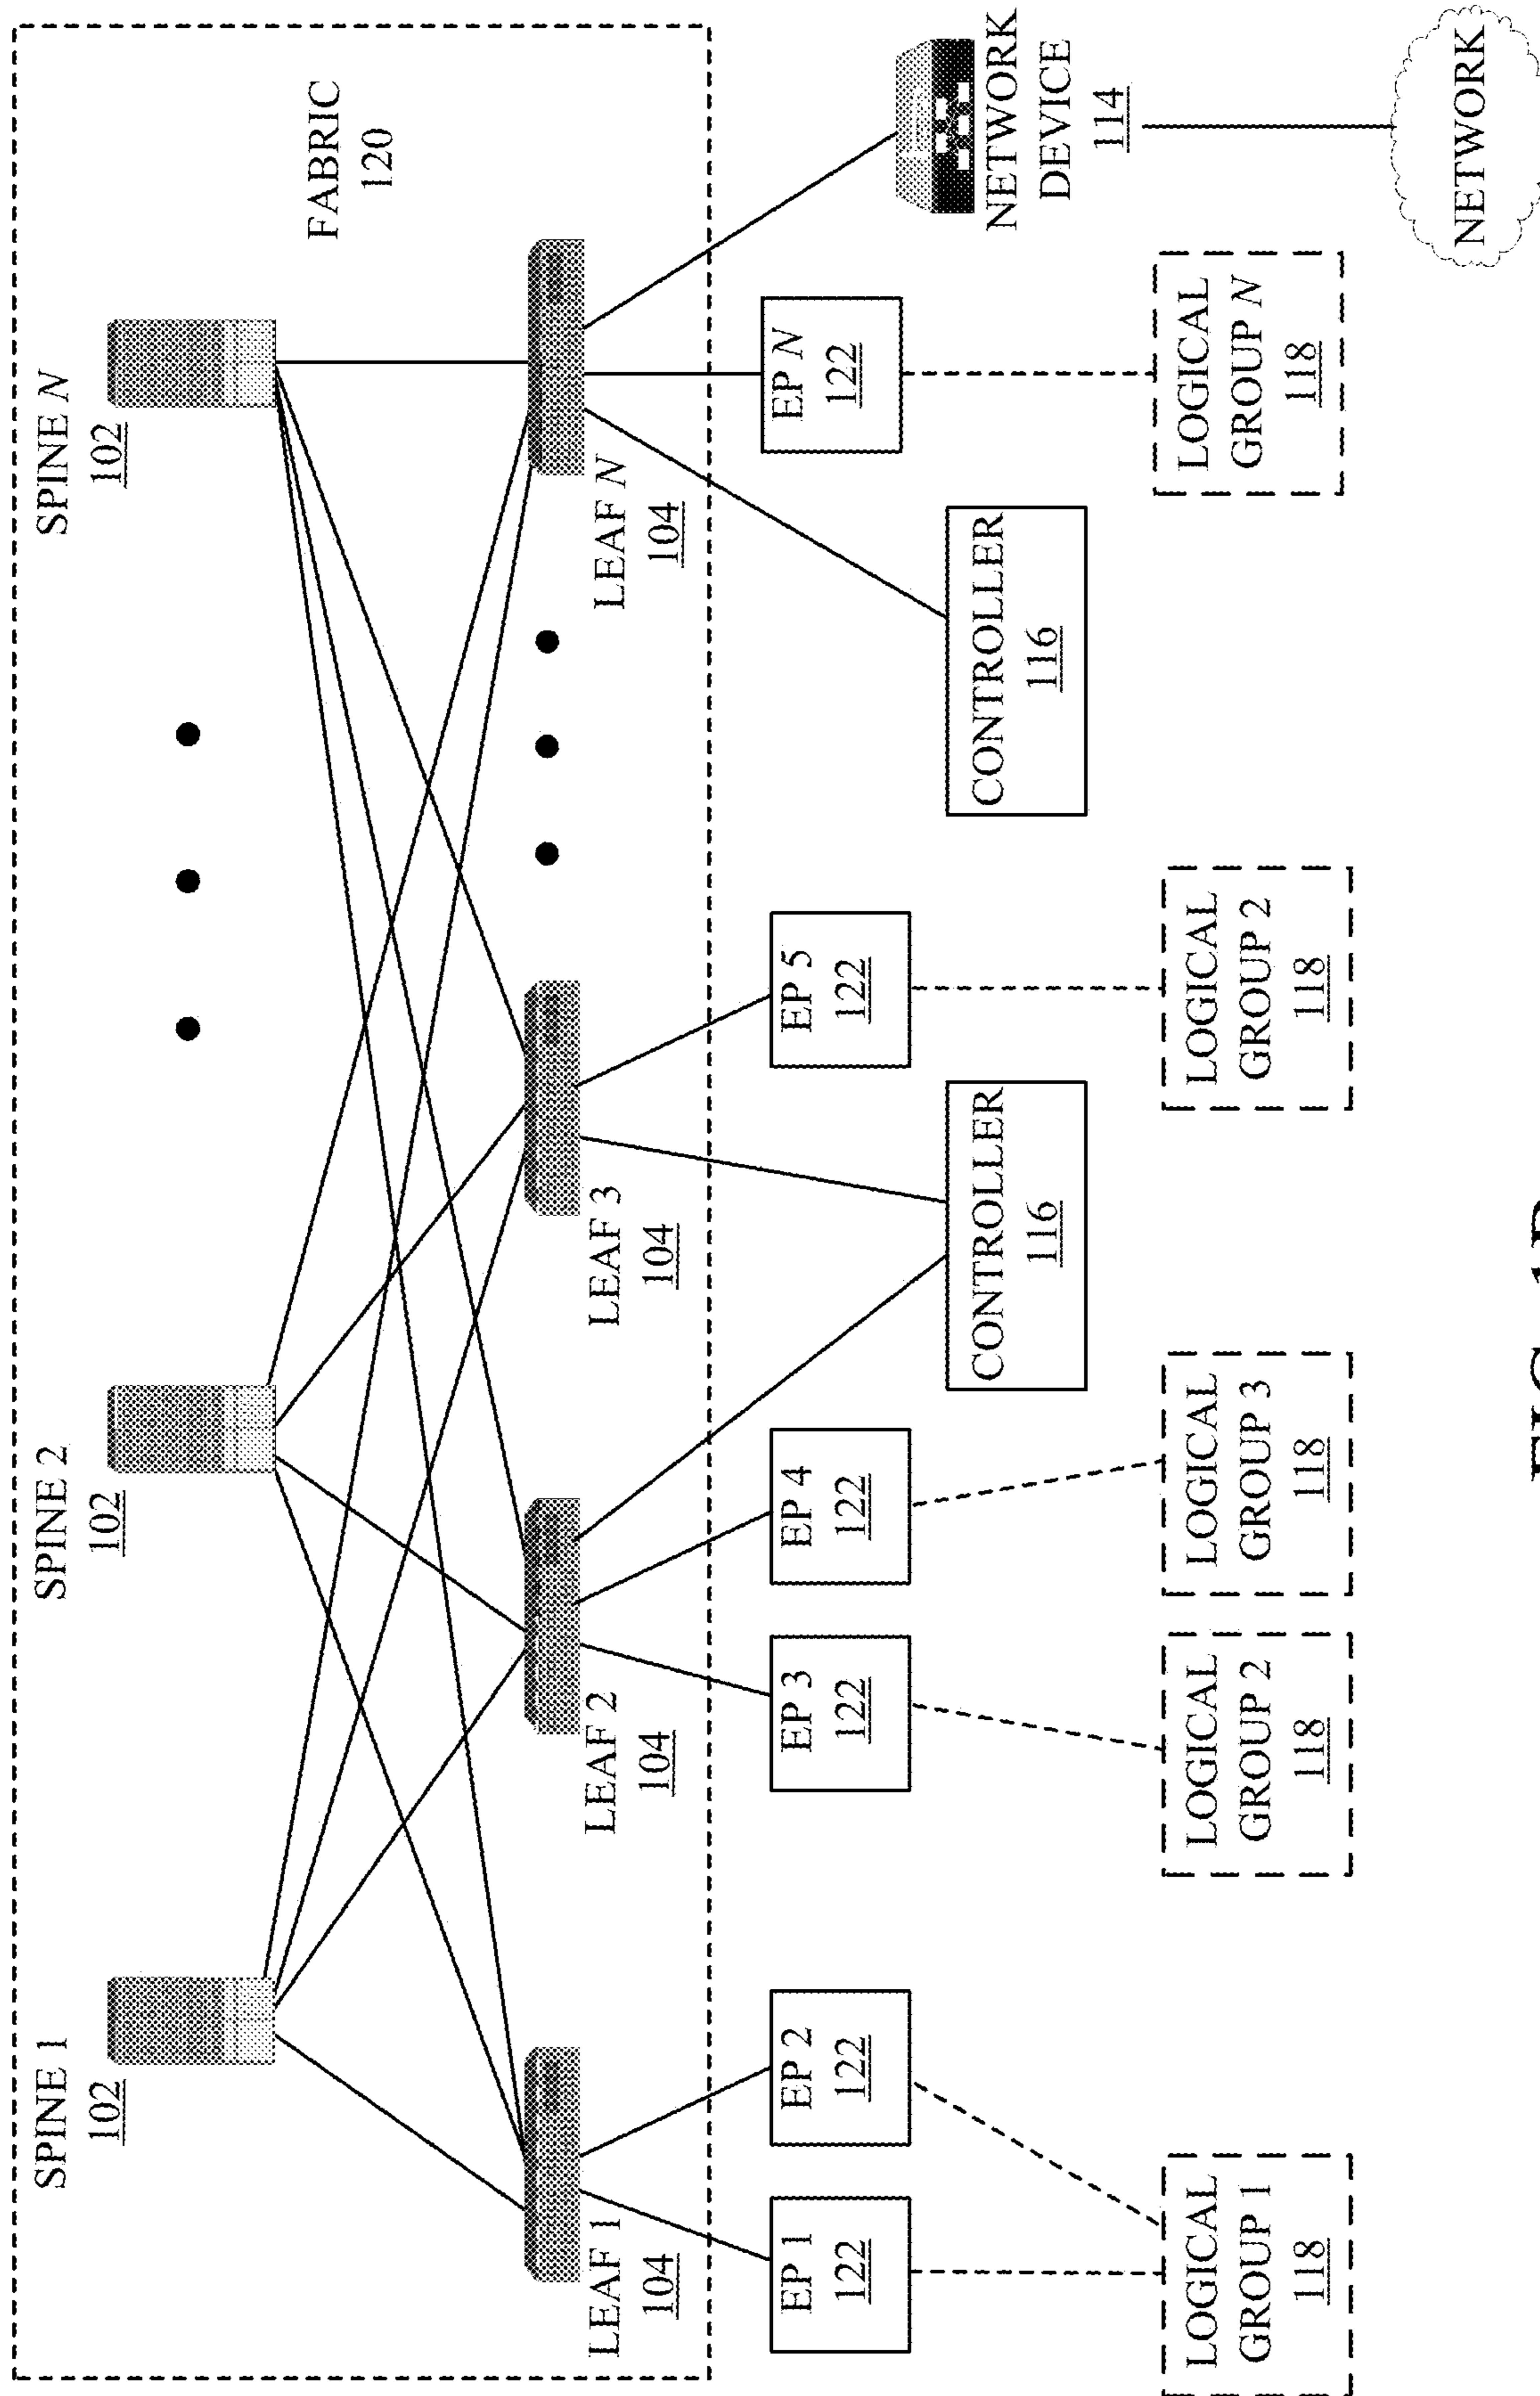 SPINE 1
102
SPINE 2
102
SPINE N
102
FABRIC
120
LEAF 1
104
LEAF 2
104
LEAF 3
104
LEAF N
104
EP 1
122
EP 2
122
EP 3
122
EP 4
122
EP 5
122
EP N
122
CONTROLLER
116
CONTROLLER
116
NETWORK
DEVICE
114
LOGICAL
GROUP 1
118
LOGICAL
GROUP 2
118
LOGICAL
GROUP 3
118
LOGICAL
GROUP 2
118
LOGICAL
GROUP N
118
NETWORK